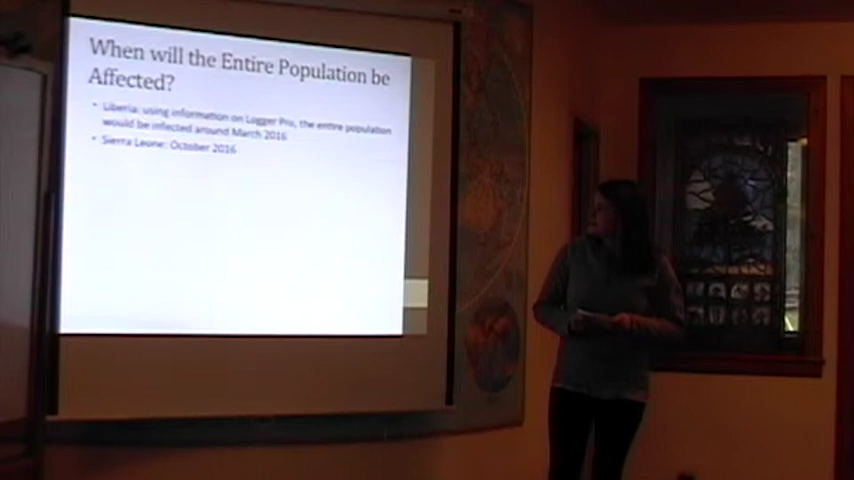 When will the Entire Population be
Affected?
• Liberia: using information on Logger Pro, the entire population
would be infected around March 2016
• Sierra Leone: October 2016